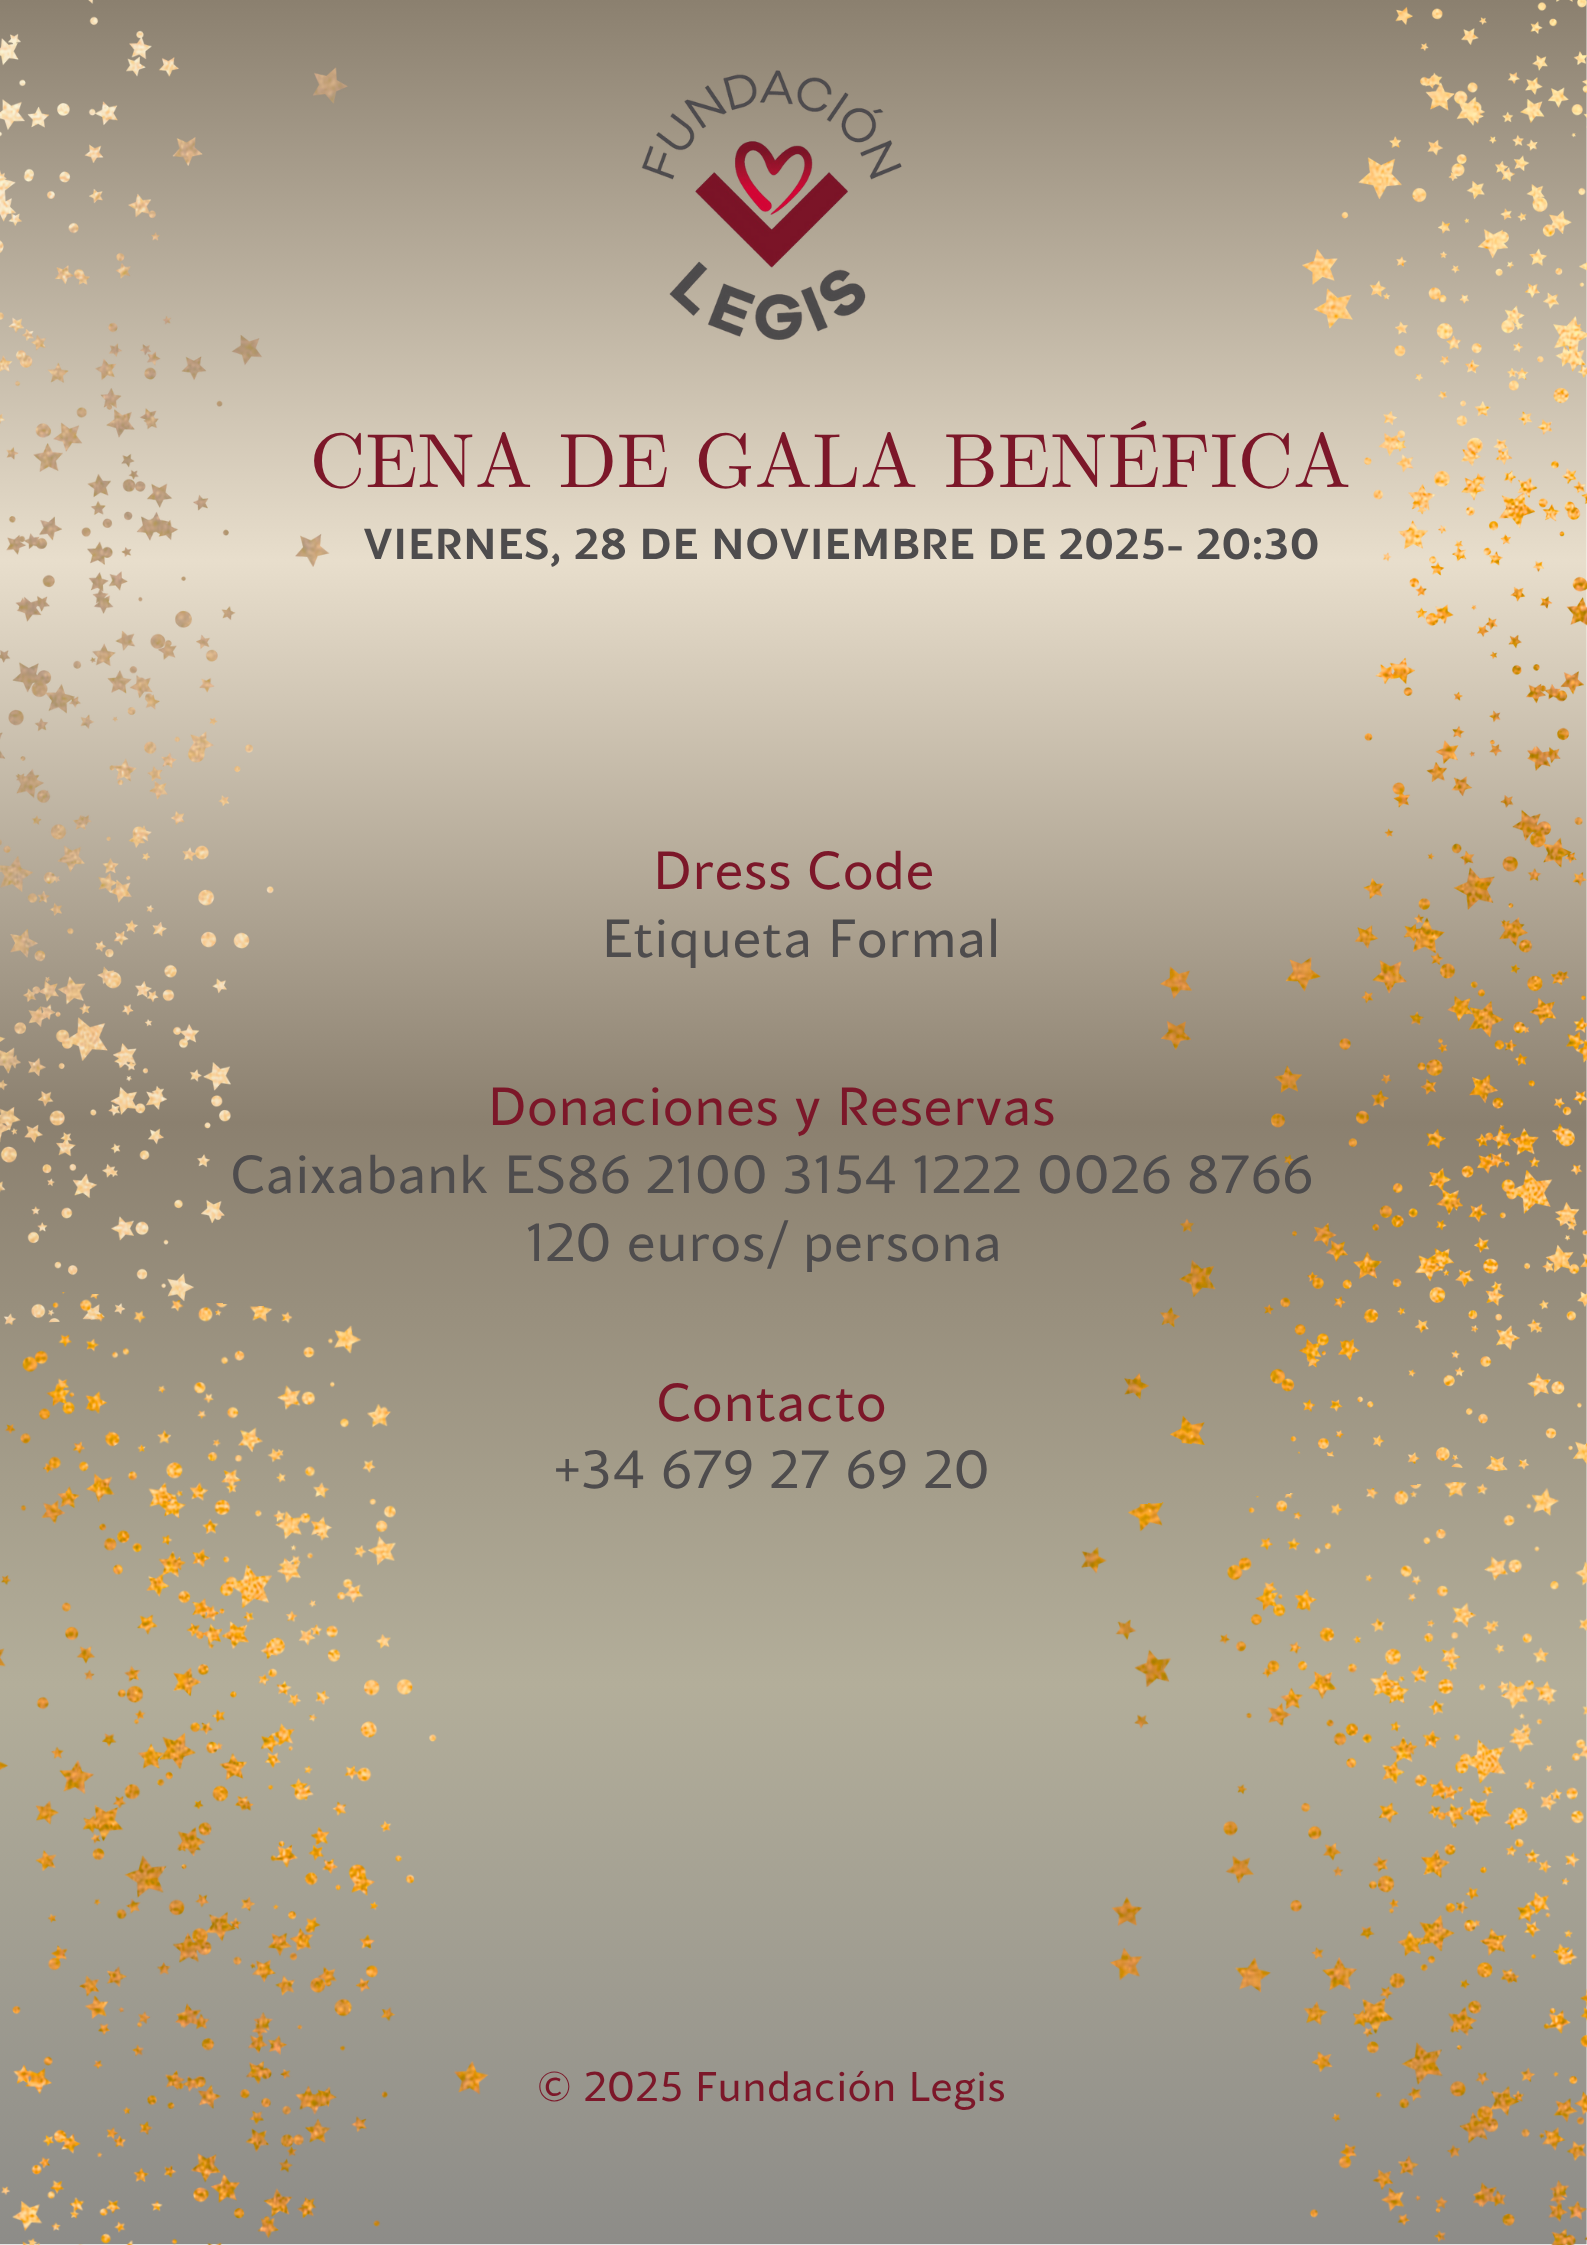 FUNDACIÓN
LEGIS
CENA DE GALA BENÉFICA
VIERNES, 28 DE NOVIEMBRE DE 2025- 20:30
Dress Code
Etiqueta Formal
Donaciones y Reservas
Caixabank ES86 2100 3154 1222 0026 8766
120 euros/ persona
Contacto
+34 679 27 69 20
© 2025 Fundación Legis